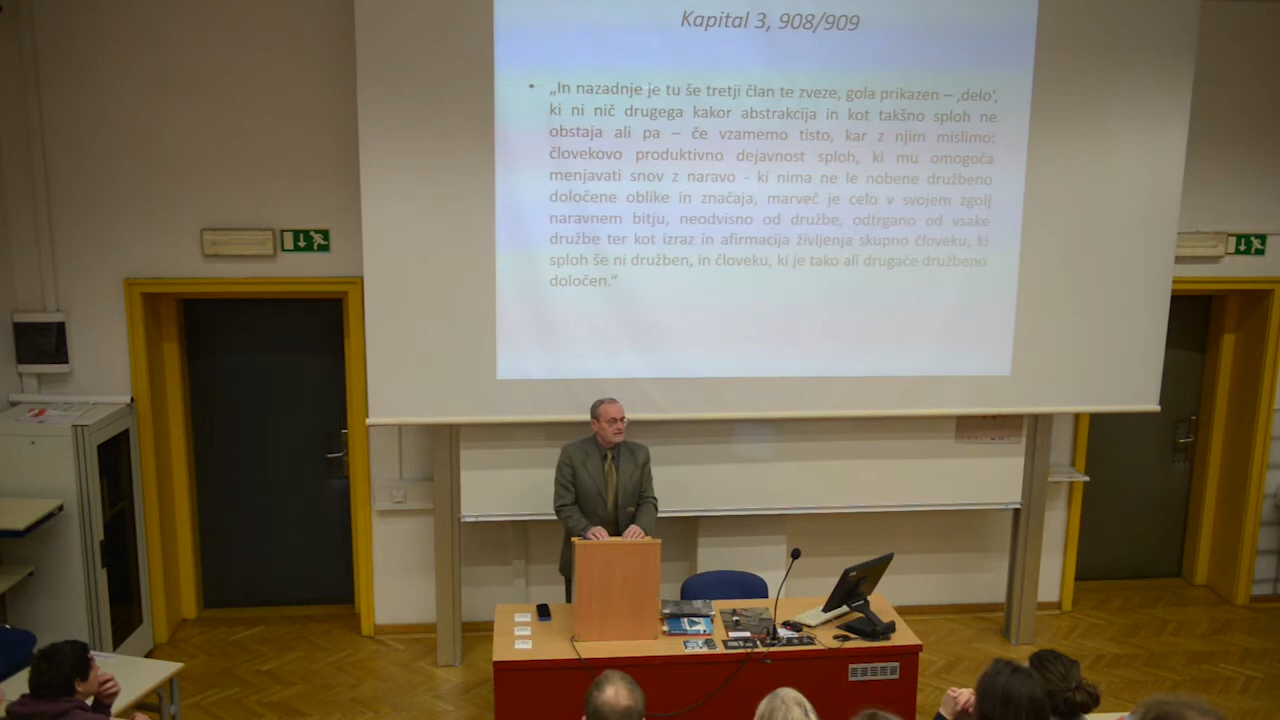 Kapital 3, 908/909
• „In nazadnje je tu še tretji član te zveze, gola prikazen – ‚delo‘,
ki ni nič drugega kakor abstrakcija in kot takšno sploh ne
obstaja ali pa – če vzamemo tisto, kar z njim mislimo:
človekovo produktivno dejavnost sploh, ki mu omogoča
menjavati snov z naravo - ki nima ne le nobene družbeno
določene oblike in značaja, marveč je celo v svojem zgolj
naravnem bitju, neodvisno od družbe, odtrgano od vsake
družbe ter kot izraz in afirmacija življenja skupno človeku, ki
sploh še ni družben, in človeku, ki je tako ali drugače družbeno
določen.“